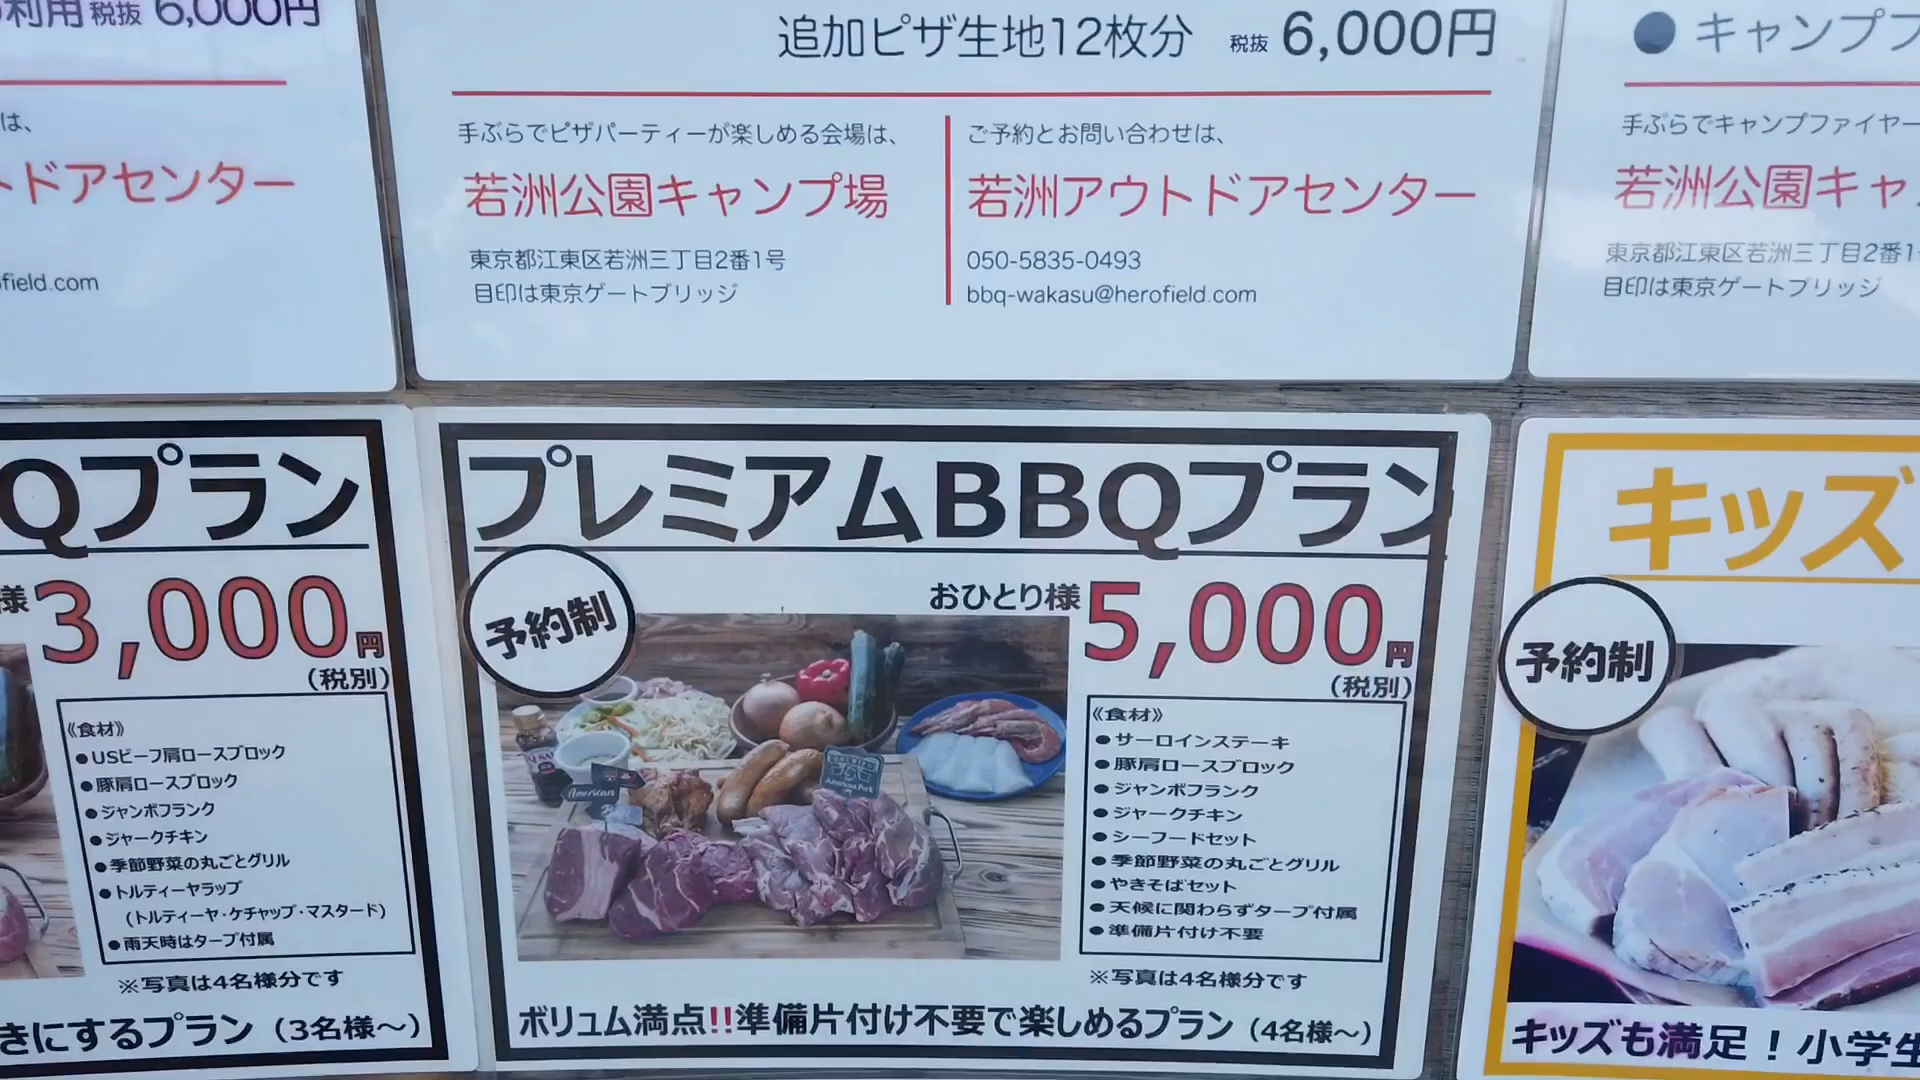 利用 税抜 6,000円
は、
トドアセンター
field.com
追加ピザ生地12枚分 税抜 6,000円
手ぶらでピザパーティーが楽しめる会場は、
若洲公園キャンプ場
東京都江東区若洲三丁目2番1号
目印は東京ゲートブリッジ
ご予約とお問い合わせは、
若洲アウトドアセンター
050-5835-0493
bbq-wakasu@herofield.com
● キャンプフ
手ぶらでキャンプファイヤー
若洲公園キャ
東京都江東区若洲三丁目2番1
目印は東京ゲートブリッジ
Qプラン
様3,000円
(税別)
《食材》
●USビーフ肩ロースブロック
●豚肩ロースブロック
●ジャンボフランク
●ジャークチキン
●季節野菜の丸ごとグリル
●トルティーヤラップ
(トルティーヤ・ケチャップ・マスタード)
●雨天時はタープ付属
※写真は4名様分です
きにするプラン（3名様～）
プレミアムBBQプラン
予約制
おひとり様5,000円
(税別)
American
American Pork
《食材》
●サーロインステーキ
●豚肩ロースブロック
●ジャンボフランク
●ジャークチキン
●シーフードセット
●季節野菜の丸ごとグリル
●やきそばセット
●天候に関わらずタープ付属
●準備片付け不要
※写真は4名様分です
ボリュム満点!!準備片付け不要で楽しめるプラン（4名様～）
キッズ
予約制
キッズも満足！小学生